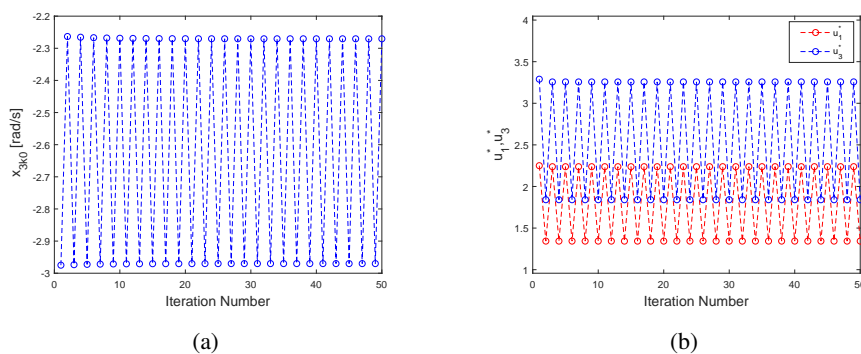 -2.2
-2.3
-2.4
-2.5
-2.6
-2.7
-2.8
-2.9
-3
0 10 20 30 40 50
x3k0 [rad/s]
Iteration Number
(a)
4
3.5
3
2.5
2
1.5
1
0 10 20 30 40 50
u1*,u3*
Iteration Number
u1*
u3*
(b)